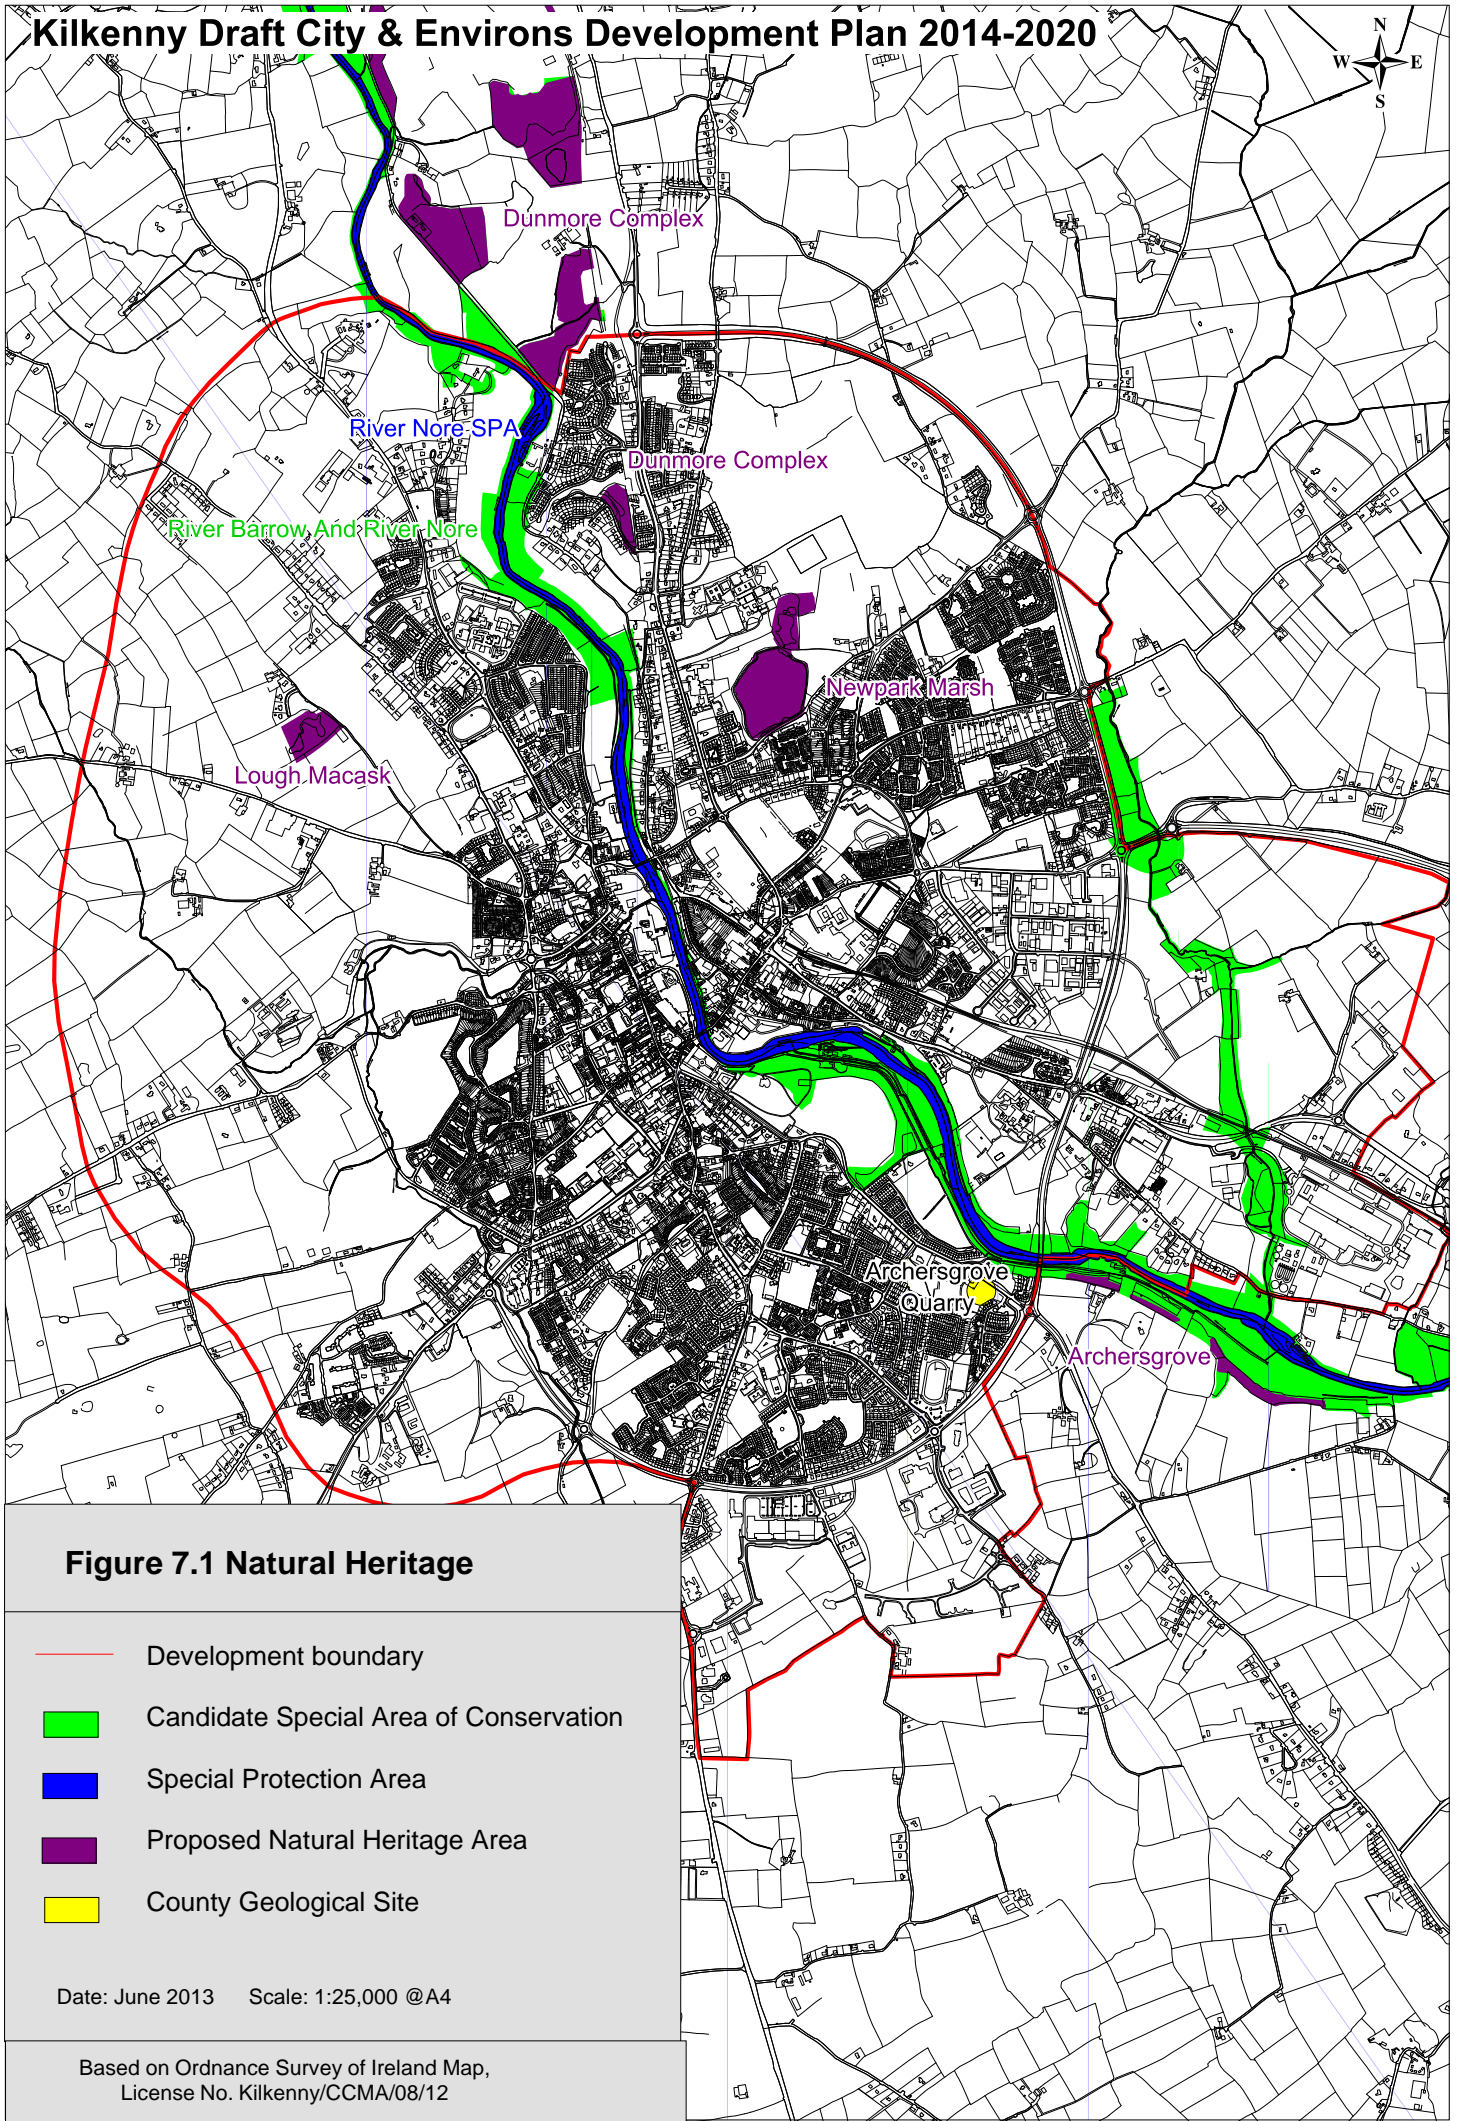 Kilkenny Draft City & Environs Development Plan 2014-2020
N
W E
S
Dunmore Complex
River Nore SPA
Dunmore Complex
River Barrow And River Nore
Newpark Marsh
Lough Macask
Archersgrove
Quarry
Archersgrove
Figure 7.1 Natural Heritage
Development boundary
Candidate Special Area of Conservation
Special Protection Area
Proposed Natural Heritage Area
County Geological Site
Date: June 2013 Scale: 1:25,000 @A4
Based on Ordnance Survey of Ireland Map,
License No. Kilkenny/CCMA/08/12